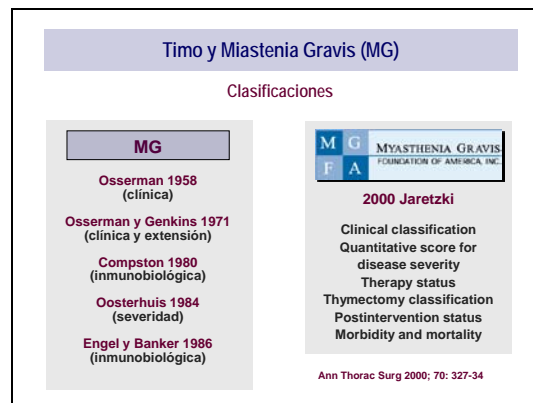 Timo y Miastenia Gravis (MG)
Clasificaciones
MG
Osserman 1958
(clínica)
Osserman y Genkins 1971
(clínica y extensión)
Compston 1980
(inmunobiológica)
Oosterhuis 1984
(severidad)
Engel y Banker 1986
(inmunobiológica)
M G
F A
MYASTHENIA GRAVIS
FOUNDATION OF AMERICA, INC.
2000 Jaretzki
Clinical classification
Quantitative score for
disease severity
Therapy status
Thymectomy classification
Postintervention status
Morbidity and mortality
Ann Thorac Surg 2000; 70: 327-34